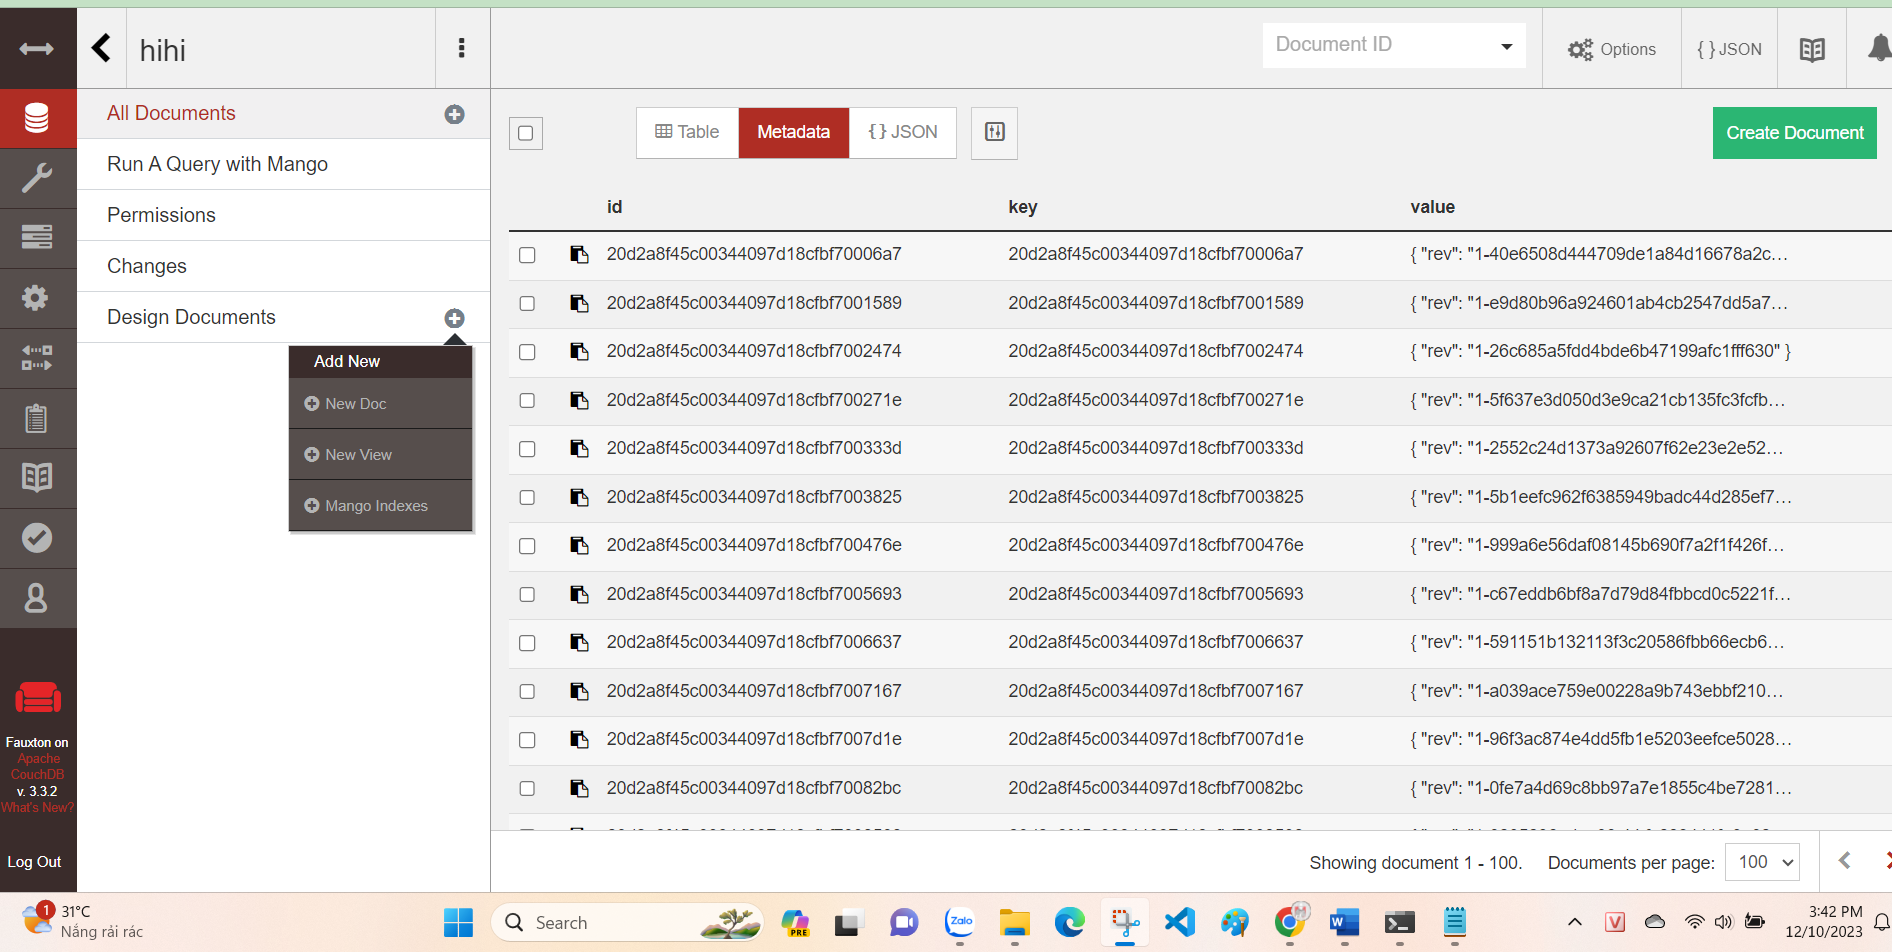 hihi
Document ID
Options
{ } JSON
All Documents
Run A Query with Mango
Permissions
Changes
Design Documents
Add New
New Doc
New View
Mango Indexes
Table
Metadata
{ } JSON
Create Document
id key value
20d2a8f45c00344097d18cfbf70006a7 20d2a8f45c00344097d18cfbf70006a7 { "rev": "1-40e6508d444709de1a84d16678a2c...
20d2a8f45c00344097d18cfbf7001589 20d2a8f45c00344097d18cfbf7001589 { "rev": "1-e9d80b96a924601ab4cb2547dd5a7...
20d2a8f45c00344097d18cfbf7002474 20d2a8f45c00344097d18cfbf7002474 { "rev": "1-26c685a5fdd4bde6b47199afc1fff630" }
20d2a8f45c00344097d18cfbf700271e 20d2a8f45c00344097d18cfbf700271e { "rev": "1-5f637e3d050d3e9ca21cb135fc3fcfb...
20d2a8f45c00344097d18cfbf700333d 20d2a8f45c00344097d18cfbf700333d { "rev": "1-2552c24d1373a92607f62e23e2e52...
20d2a8f45c00344097d18cfbf7003825 20d2a8f45c00344097d18cfbf7003825 { "rev": "1-5b1eefc962f6385949badc44d285ef7...
20d2a8f45c00344097d18cfbf700476e 20d2a8f45c00344097d18cfbf700476e { "rev": "1-999a6e56daf08145b690f7a2f1f426f...
20d2a8f45c00344097d18cfbf7005693 20d2a8f45c00344097d18cfbf7005693 { "rev": "1-c67eddb6bf8a7d79d84fbbcd0c5221f...
20d2a8f45c00344097d18cfbf7006637 20d2a8f45c00344097d18cfbf7006637 { "rev": "1-591151b132113f3c20586fbb66ecb6...
20d2a8f45c00344097d18cfbf7007167 20d2a8f45c00344097d18cfbf7007167 { "rev": "1-a039ace759e00228a9b743ebbf210...
20d2a8f45c00344097d18cfbf7007d1e 20d2a8f45c00344097d18cfbf7007d1e { "rev": "1-96f3ac874e4dd5fb1e5203eefce5028...
20d2a8f45c00344097d18cfbf70082bc 20d2a8f45c00344097d18cfbf70082bc { "rev": "1-0fe7a4d69c8bb97a7e1855c4be7281...
Showing document 1 - 100. Documents per page: 100
Fauxton on
Apache
CouchDB
v. 3.3.2
What's New?
Log Out
1
31°C
Nắng rải rác
Search
PRE
Zalo
W
V
3:42 PM
12/10/2023